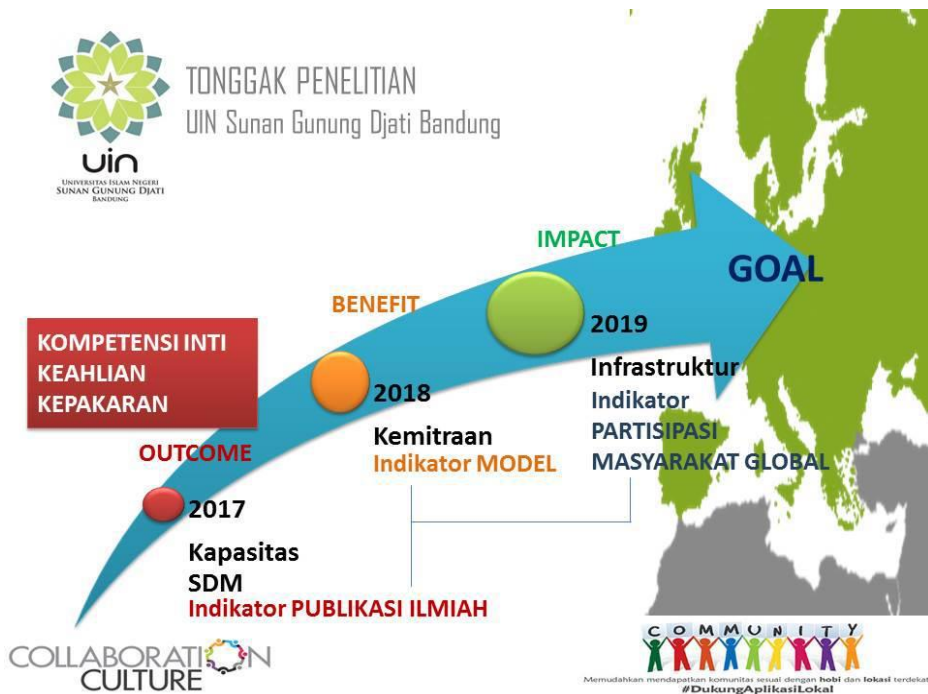 TONGGAK PENELITIAN
UIN Sunan Gunung Djati Bandung
uin
UNIVERSITAS ISLAM NEGERI
SUNAN GUNUNG DJATI
BANDUNG
IMPACT
GOAL
BENEFIT
2019
Infrastruktur
Indikator
PARTISIPASI
MASYARAKAT GLOBAL
KOMPETENSI INTI
KEAHLIAN
KEPAKARAN
2018
Kemitraan
Indikator MODEL
OUTCOME
2017
Kapasitas
SDM
Indikator PUBLIKASI ILMIAH
COLLABORATION
CULTURE
COMMUNITY
Memudahkan mendapatkan komunitas sesuai dengan hobi dan lokasi terdekat
#DukungAplikasiLokal